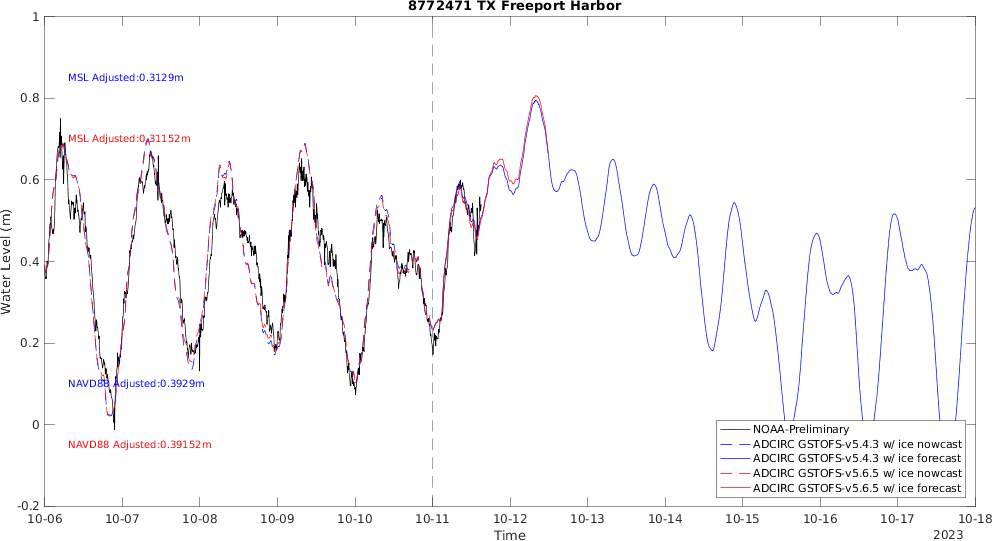 8772471 TX Freeport Harbor
1
0.8
0.6
0.4
0.2
0
-0.2
Water Level (m)
MSL Adjusted:0.3129m
MSL Adjusted:0.31152m
NAVD88 Adjusted:0.3929m
NAVD88 Adjusted:0.39152m
NOAA-Preliminary
ADCIRC GSTOFS-v5.4.3 w/ ice nowcast
ADCIRC GSTOFS-v5.4.3 w/ ice forecast
ADCIRC GSTOFS-v5.6.5 w/ ice nowcast
ADCIRC GSTOFS-v5.6.5 w/ ice forecast
10-06 10-07 10-08 10-09 10-10 10-11 10-12 10-13 10-14 10-15 10-16 10-17 10-18
Time
2023